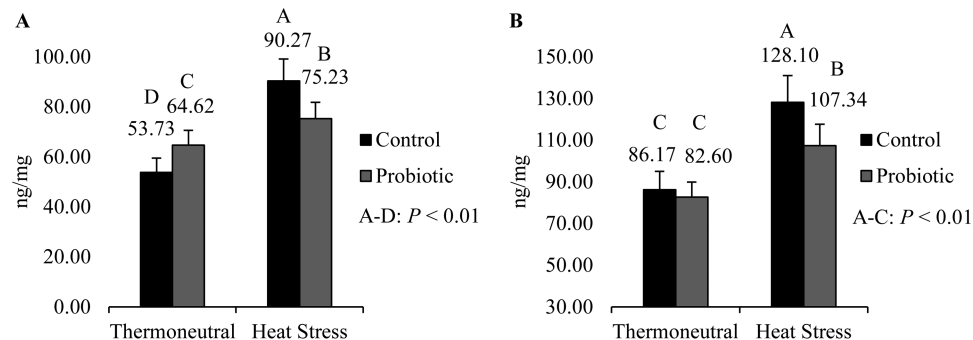 A
ng/mg
100.00
80.00
60.00
40.00
20.00
0.00
D
53.73
C
64.62
A
90.27
B
75.23
Thermoneutral
Heat Stress
Control
Probiotic
A-D: P < 0.01
B
ng/mg
150.00
130.00
110.00
90.00
70.00
50.00
30.00
C
86.17
C
82.60
A
128.10
B
107.34
Thermoneutral
Heat Stress
Control
Probiotic
A-C: P < 0.01